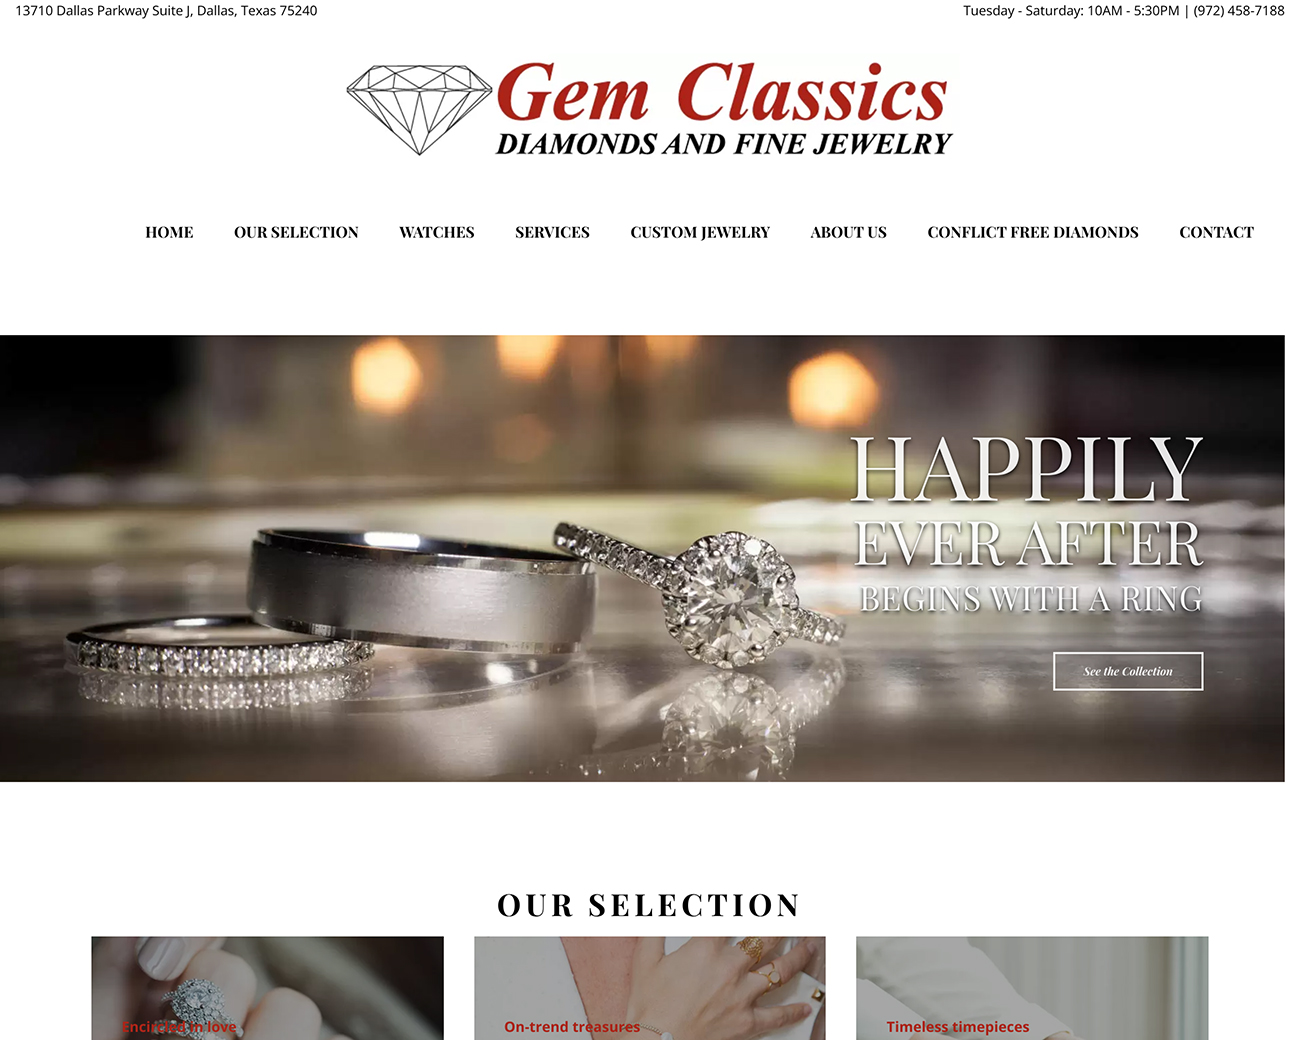 13710 Dallas Parkway Suite J, Dallas, Texas 75240
Tuesday - Saturday: 10AM - 5:30PM | (972) 458-7188
Gem Classics
DIAMONDS AND FINE JEWELRY
HOME OUR SELECTION WATCHES SERVICES CUSTOM JEWELRY ABOUT US CONFLICT FREE DIAMONDS CONTACT
HAPPILY
EVER AFTER
BEGINS WITH A RING
See the Collection
OUR SELECTION
Encircled in love
On-trend treasures
Timeless timepieces